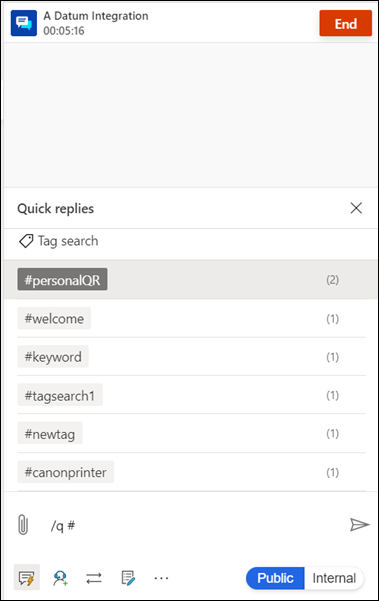 A Datum Integration
00:05:16
End
Quick replies
Tag search
#personalQR (2)
#welcome (1)
#keyword (1)
#tagsearch1 (1)
#newtag (1)
#canonprinter (1)
/q #
Public Internal